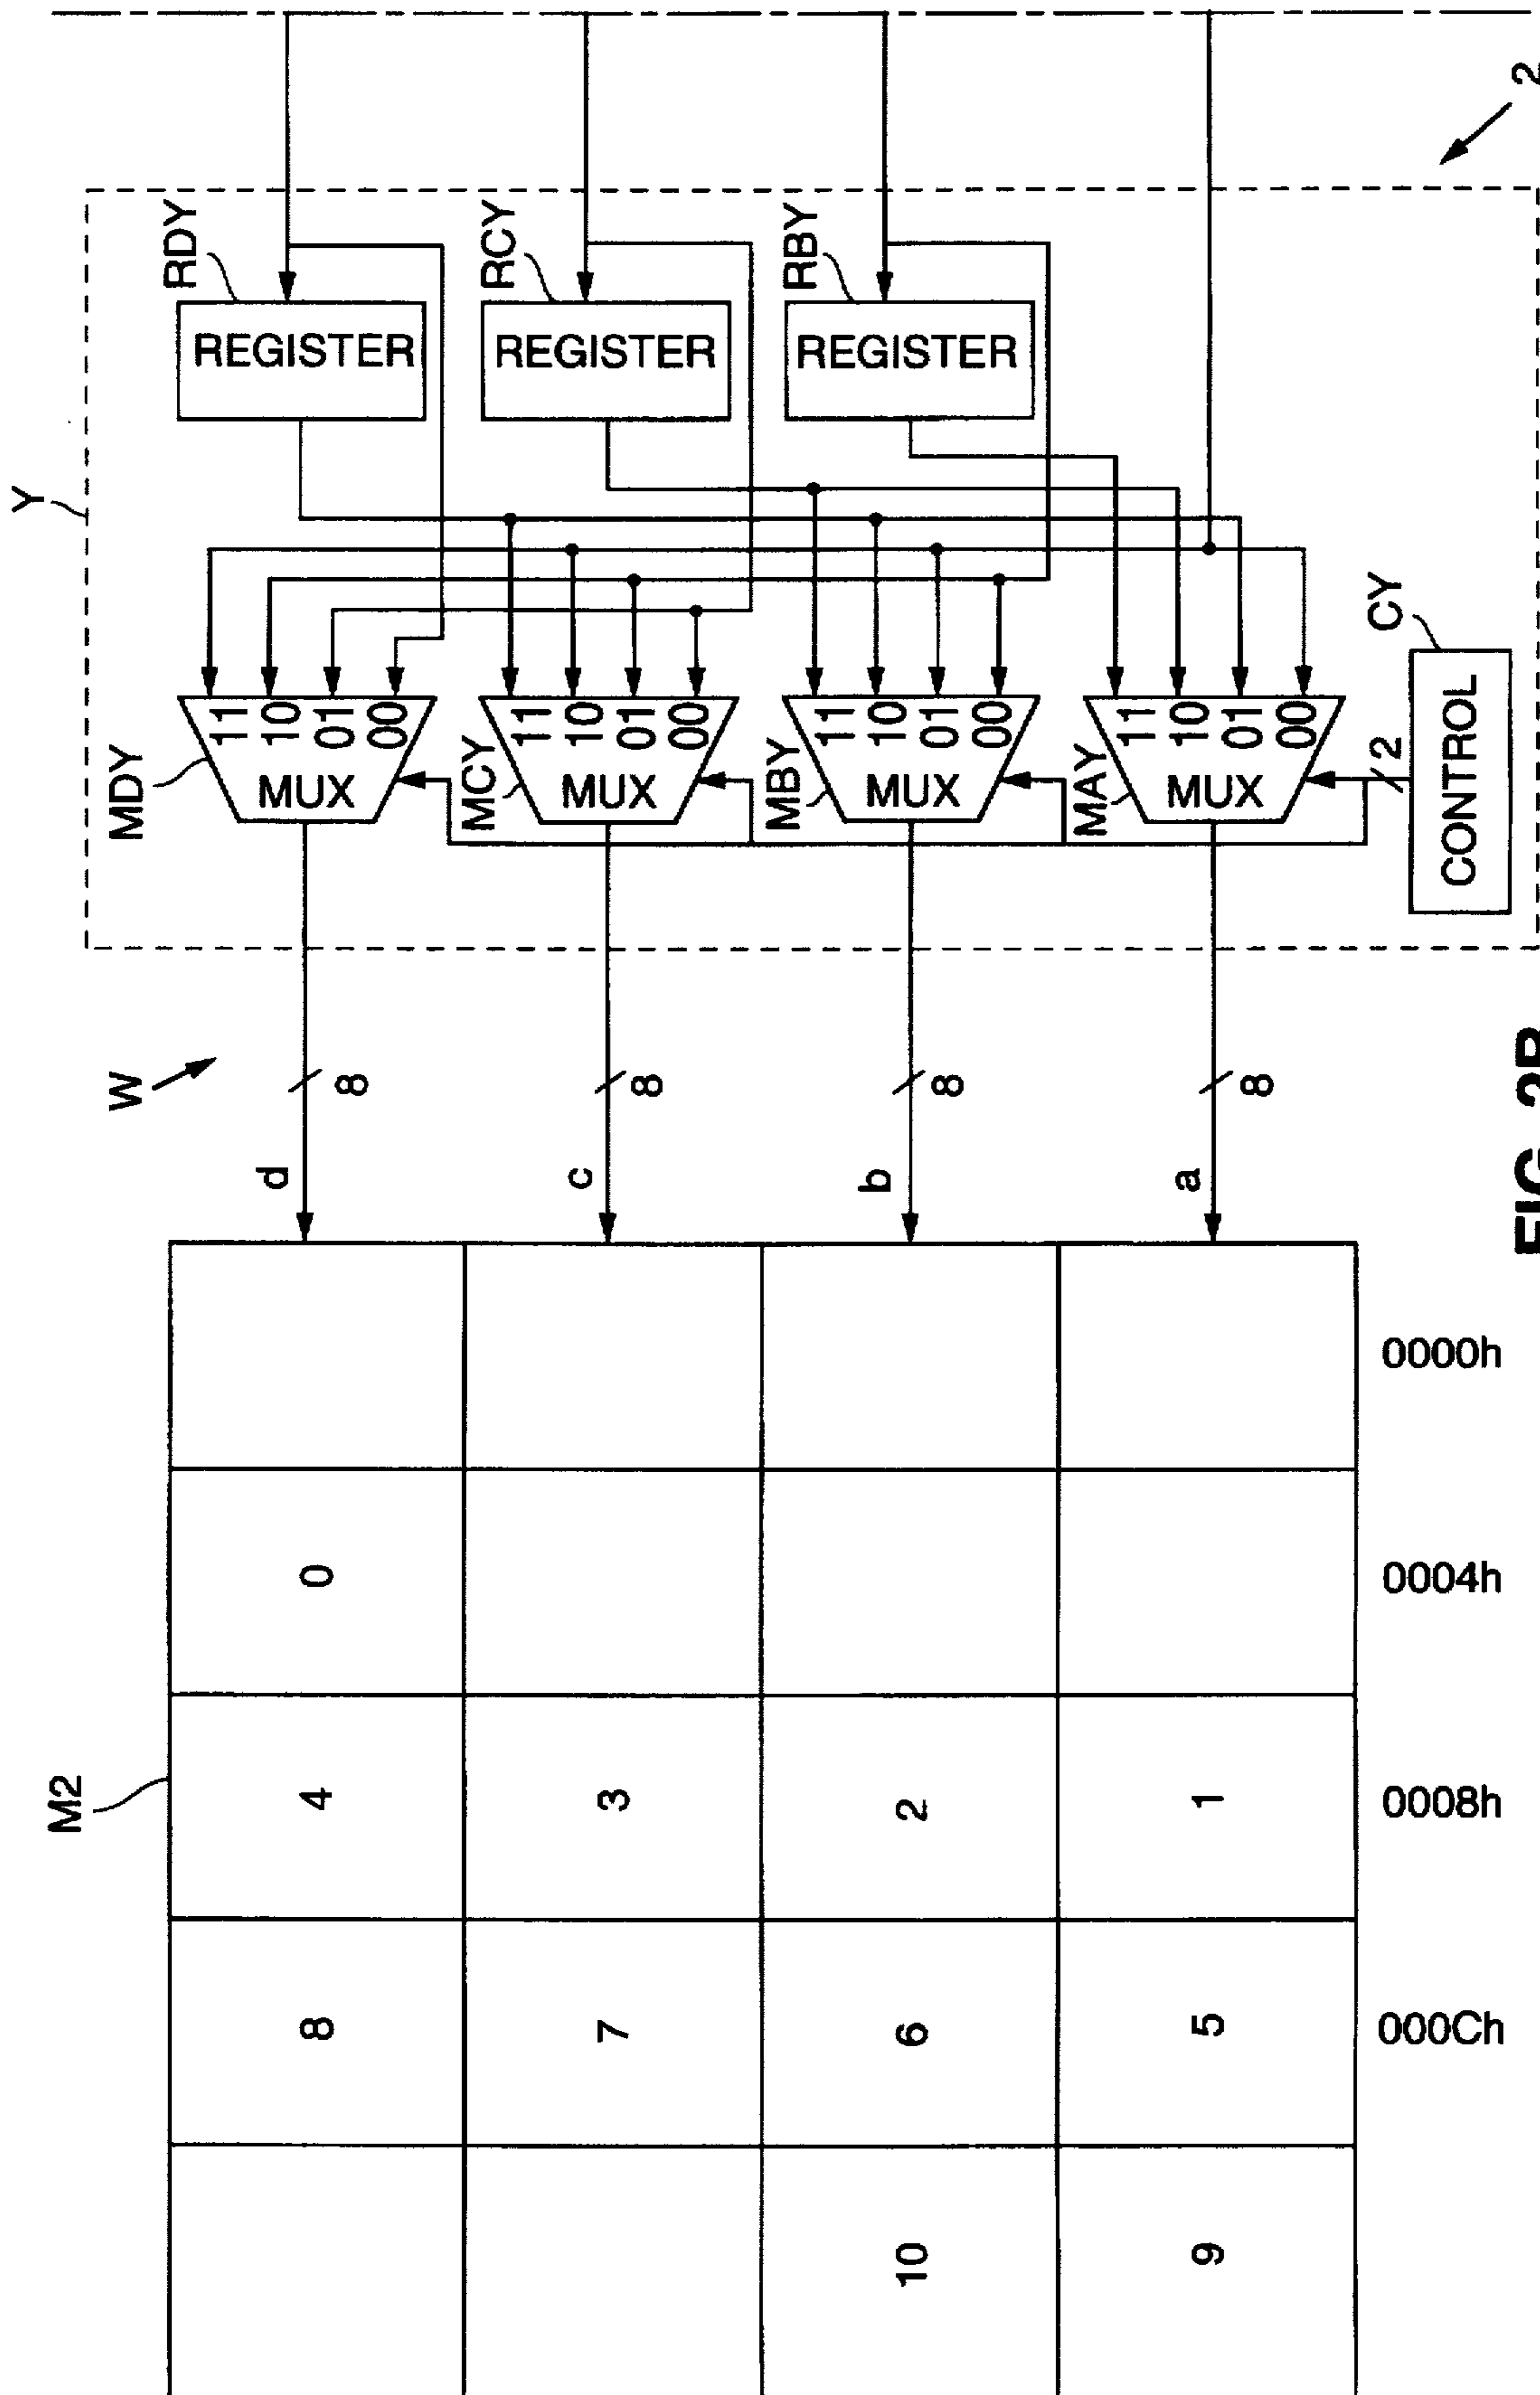 Y
2
RDY
RCY
RBY
REGISTER
REGISTER
REGISTER
MDY
11
10
01
00
MUX
MCY
11
10
01
00
MUX
MBY
11
10
01
00
MUX
MAY
11
10
01
00
MUX
2
CY
CONTROL
W
8
8
8
8
d
c
b
a
M2
0000h
0
0004h
4
3
2
1
0008h
8
7
6
5
000Ch
10
9